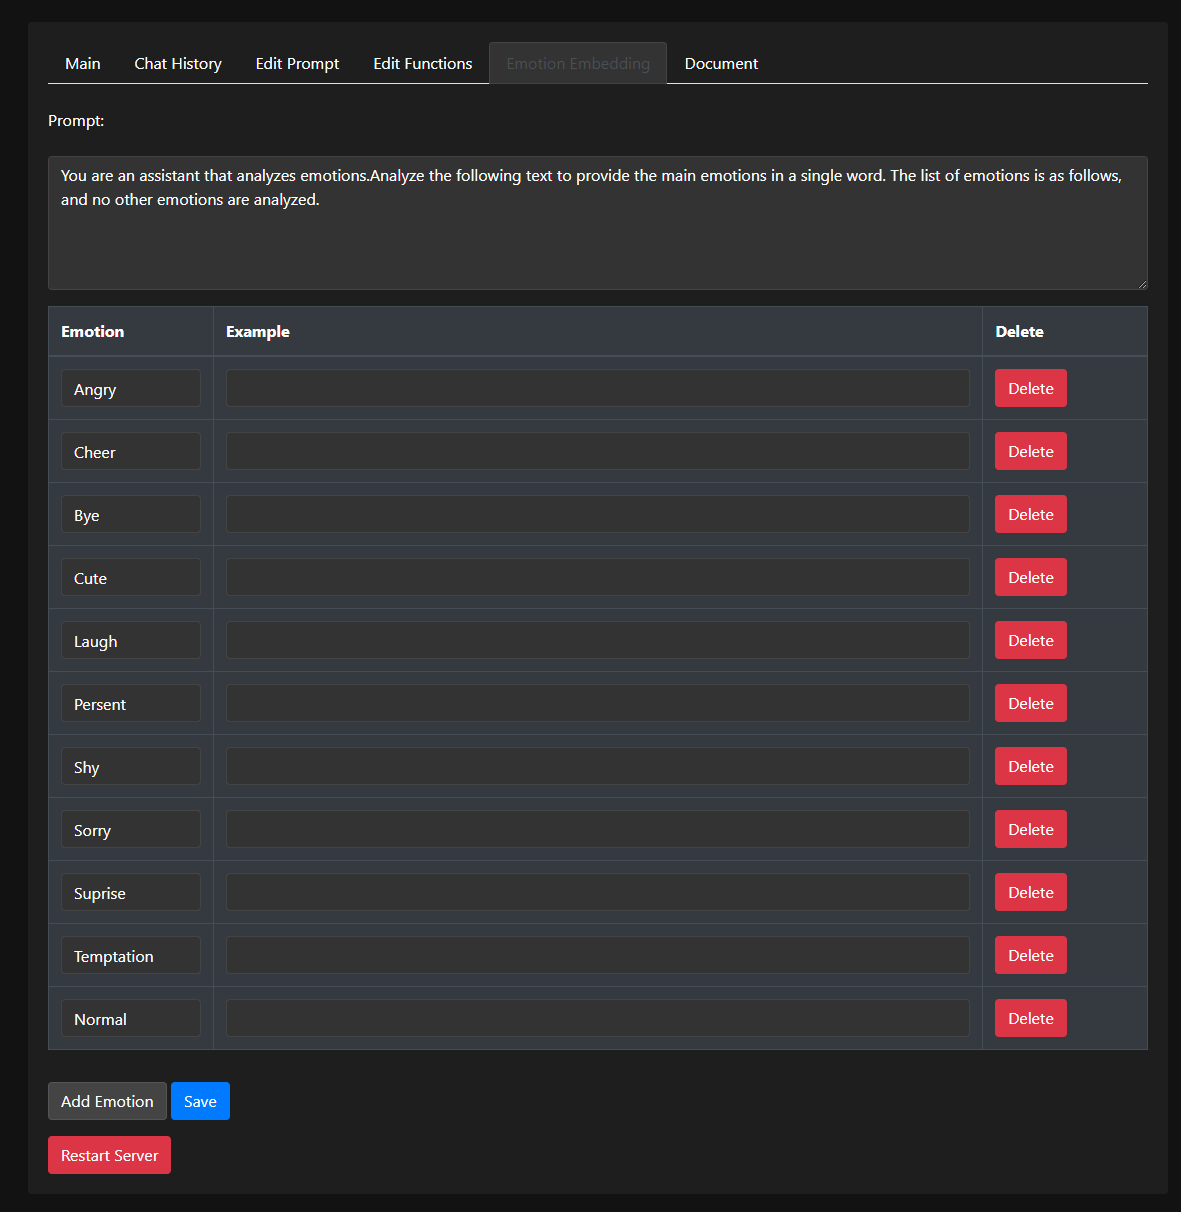 Main Chat History Edit Prompt Edit Functions Emotion Embedding Document
Prompt:
You are an assistant that analyzes emotions.Analyze the following text to provide the main emotions in a single word. The list of emotions is as follows,
and no other emotions are analyzed.
Emotion Example Delete
Angry Delete
Cheer Delete
Bye Delete
Cute Delete
Laugh Delete
Persent Delete
Shy Delete
Sorry Delete
Suprise Delete
Temptation Delete
Normal Delete
Add Emotion Save
Restart Server